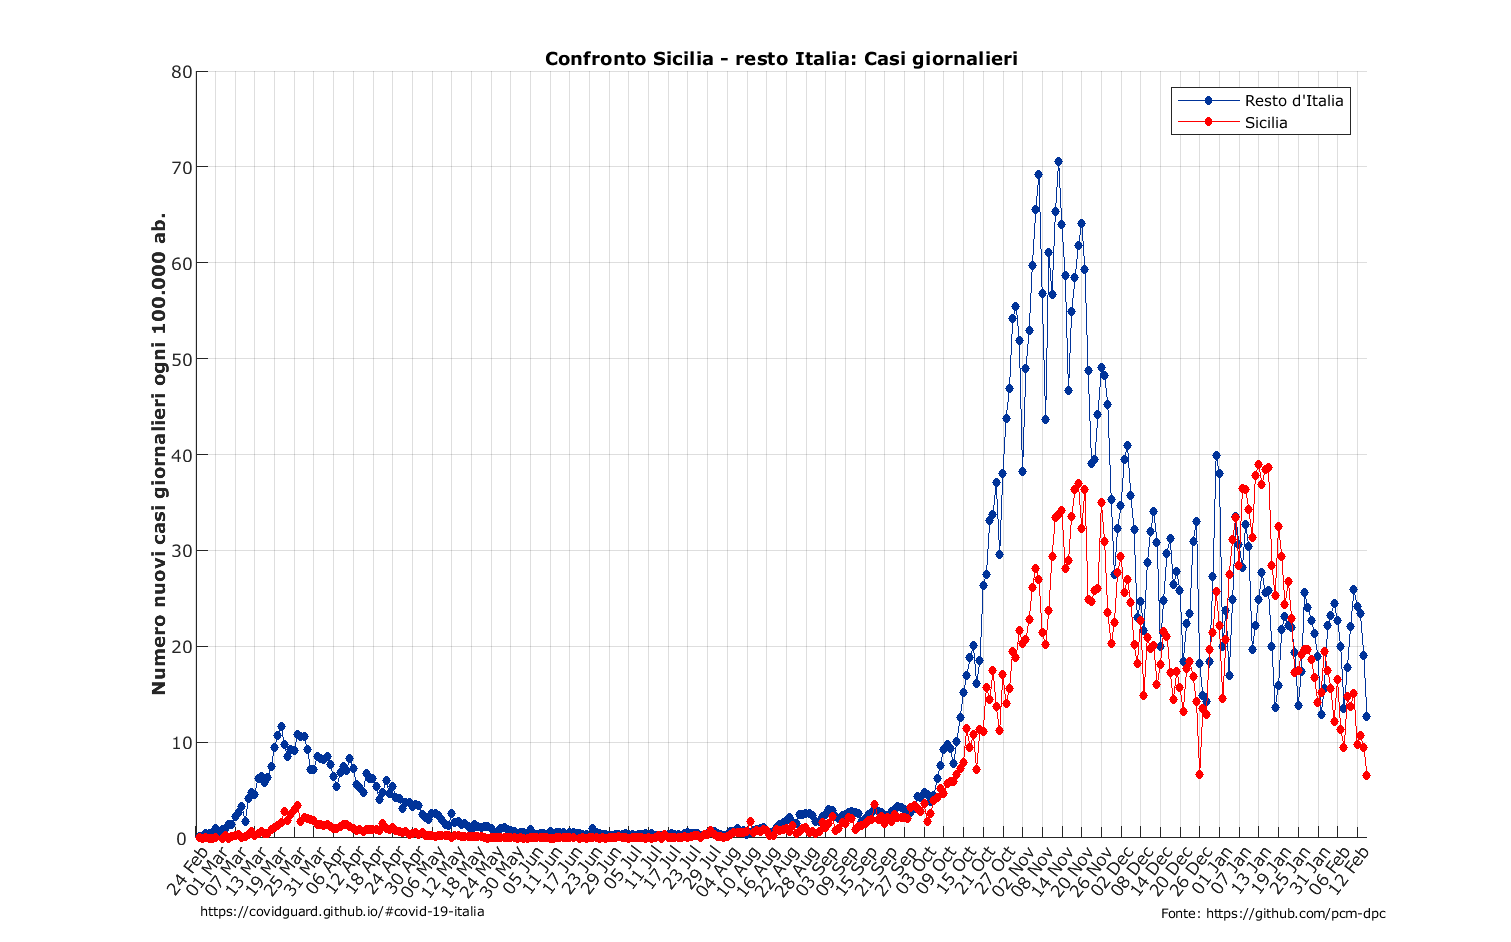 Confronto Sicilia - resto Italia: Casi giornalieri
Numero nuovi casi giornalieri ogni 100.000 ab.
80
70
60
50
40
30
20
10
0
Resto d'Italia
Sicilia
24 Feb
01 Mar
07 Mar
13 Mar
19 Mar
25 Mar
31 Mar
06 Apr
12 Apr
18 Apr
24 Apr
30 Apr
06 May
12 May
18 May
24 May
30 May
05 Jun
11 Jun
17 Jun
23 Jun
29 Jun
05 Jul
11 Jul
17 Jul
23 Jul
29 Jul
04 Aug
10 Aug
16 Aug
22 Aug
28 Aug
03 Sep
09 Sep
15 Sep
21 Sep
27 Sep
03 Oct
09 Oct
15 Oct
21 Oct
27 Oct
02 Nov
08 Nov
14 Nov
20 Nov
26 Nov
02 Dec
08 Dec
14 Dec
20 Dec
26 Dec
01 Jan
07 Jan
13 Jan
19 Jan
25 Jan
31 Jan
06 Feb
12 Feb
https://covidguard.github.io/#covid-19-italia
Fonte: https://github.com/pcm-dpc